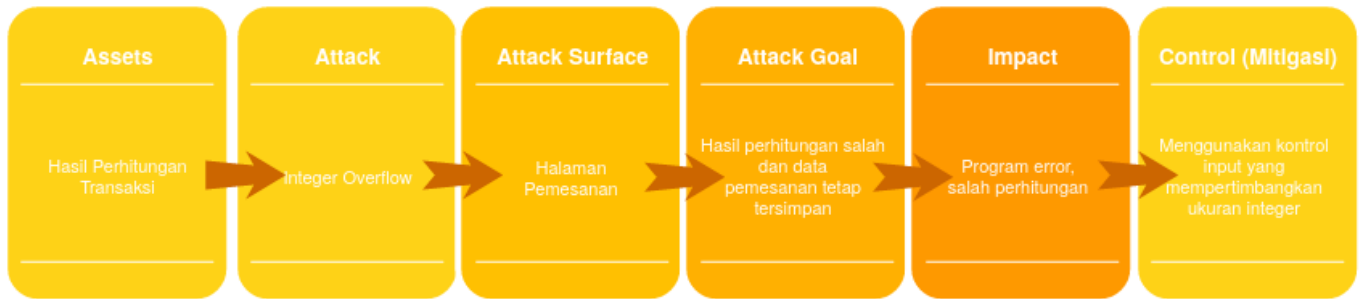 Assets
Hasil Perhitungan
Transaksi
Attack
Integer Overflow
Attack Surface
Halaman
Pemesanan
Attack Goal
Hasil perhitungan salah
dan data
pemesanan tetap
tersimpan
Impact
Program error,
salah perhitungan
Control (Mitigasi)
Menggunakan kontrol
input yang
mempertimbangkan
ukuran integer